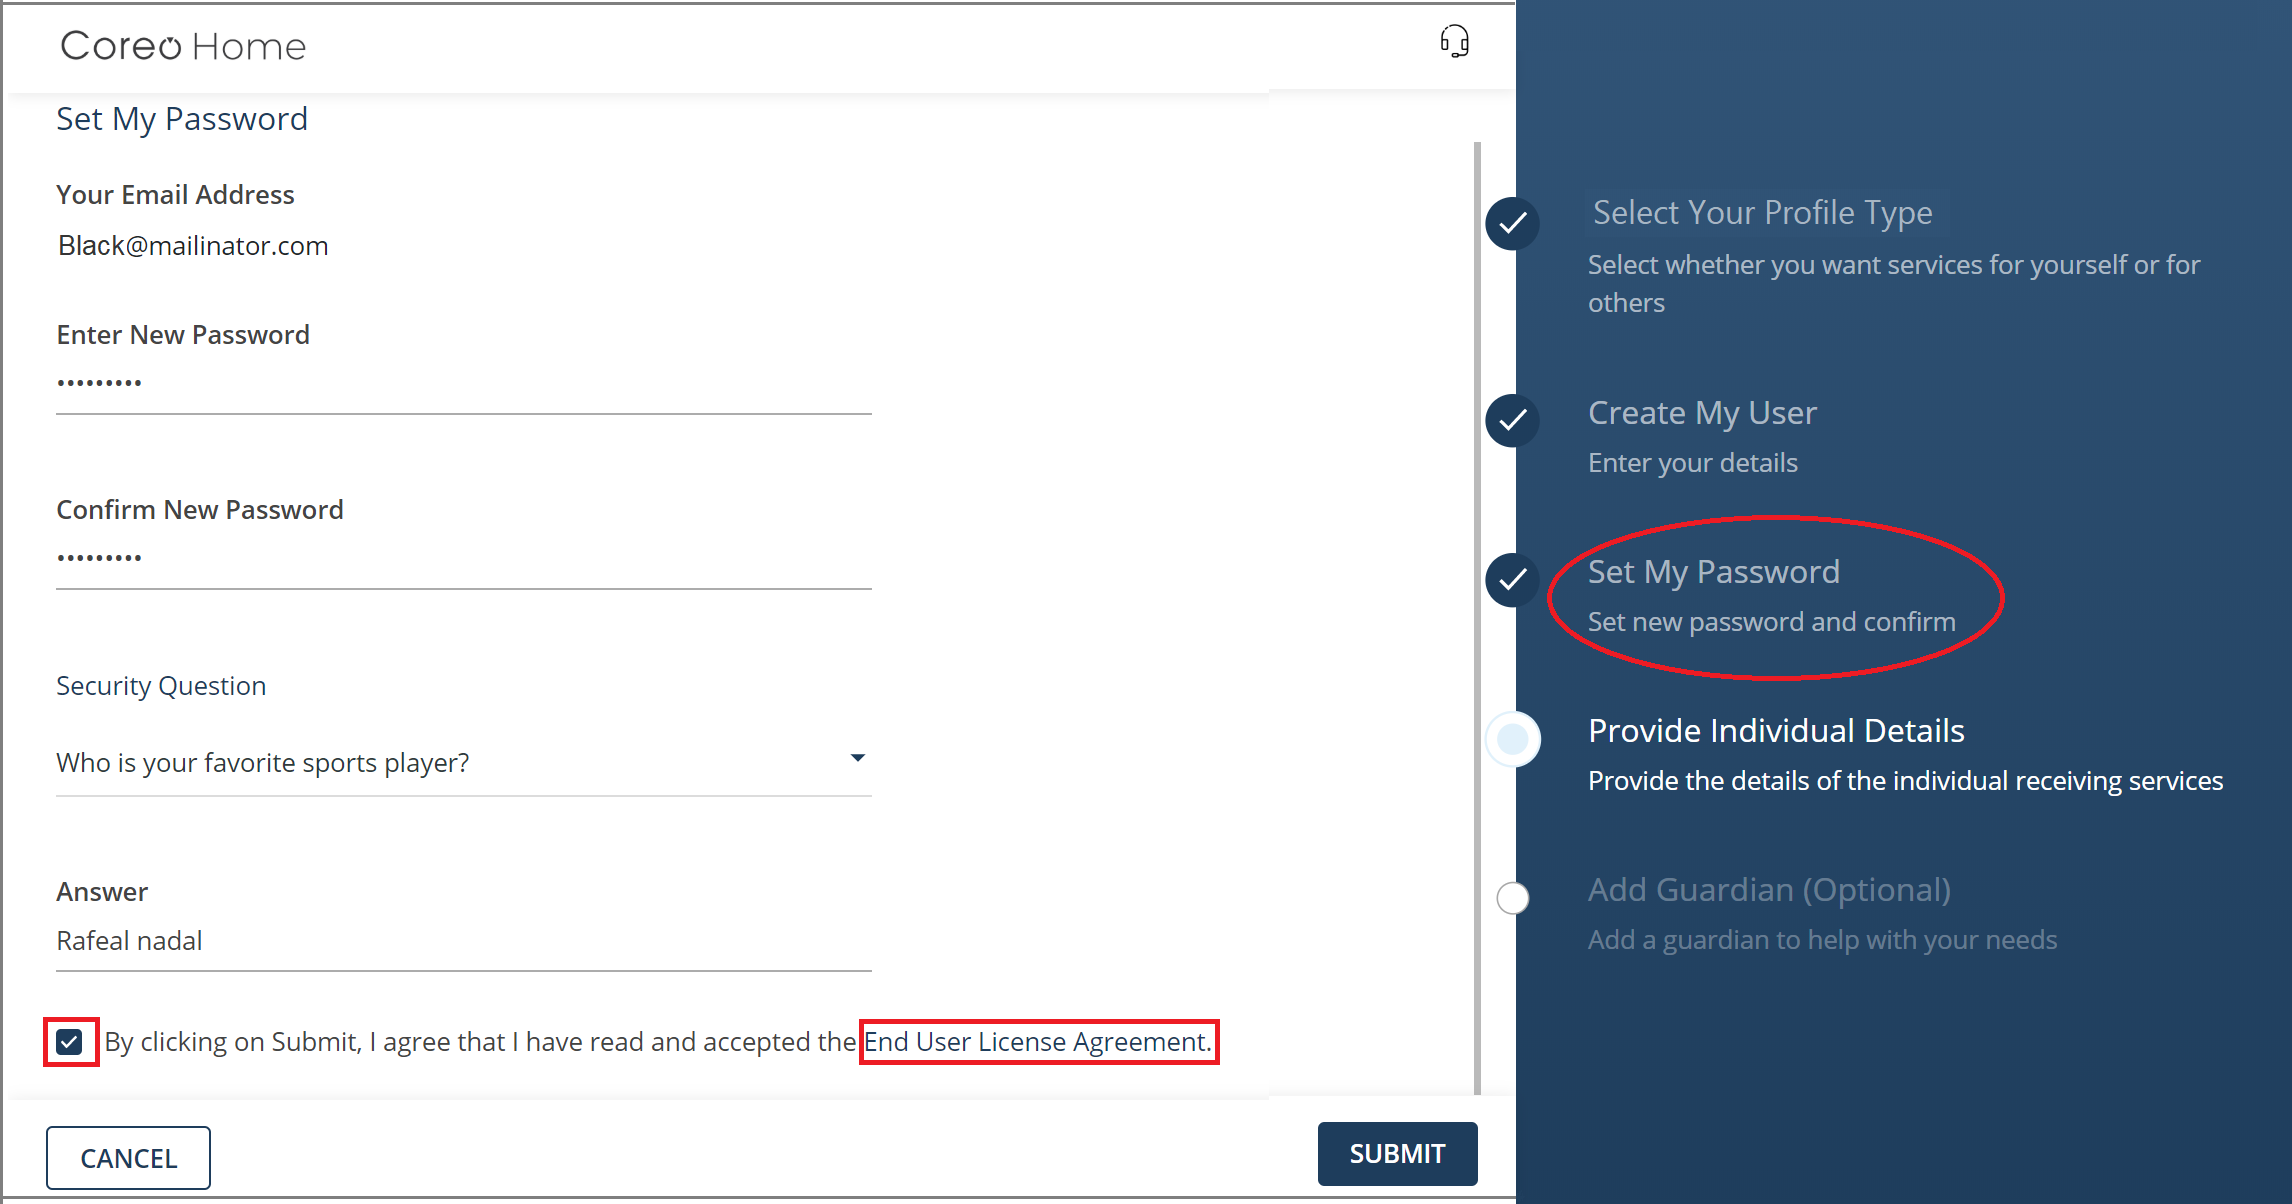 Coreo Home
Set My Password
Your Email Address
Black@mailinator.com
Enter New Password
•••••••••
Confirm New Password
•••••••••
Security Question
Who is your favorite sports player?
Answer
Rafeal nadal
By clicking on Submit, I agree that I have read and accepted the End User License Agreement.
CANCEL
SUBMIT
Select Your Profile Type
Select whether you want services for yourself or for
others
Create My User
Enter your details
Set My Password
Set new password and confirm
Provide Individual Details
Provide the details of the individual receiving services
Add Guardian (Optional)
Add a guardian to help with your needs